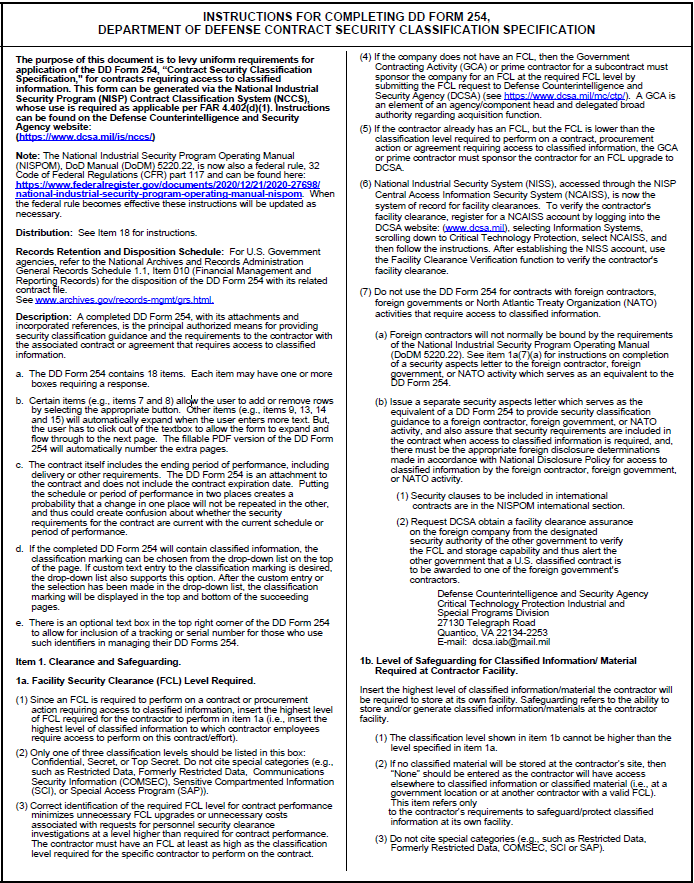 INSTRUCTIONS FOR COMPLETING DD FORM 254,
DEPARTMENT OF DEFENSE CONTRACT SECURITY CLASSIFICATION SPECIFICATION
The purpose of this document is to levy uniform requirements for
application of the DD Form 254, "Contract Security Classification
Specification," for contracts requiring access to classified
information. This form can be generated via the National Industrial
Security Program (NISP) Contract Classification System (NCCS),
whose use is required as applicable per FAR 4.402(d)(1). Instructions
can be found on the Defense Counterintelligence and Security
Agency website:
(https://www.dcsa.mil/is/nccs/)
Note: The National Industrial Security Program Operating Manual
(NISPOM), DoD Manual (DoDM) 5220.22, is now also a federal rule, 32
Code of Federal Regulations (CFR) part 117 and can be found here:
https://www.federalregister.gov/documents/2020/12/21/2020-27698/
national-industrial-security-program-operating-manual-nispom. When
the federal rule becomes effective these instructions will be updated as
necessary.
Distribution: See Item 18 for instructions.
Records Retention and Disposition Schedule: For U.S. Government
agencies, refer to the National Archives and Records Administration
General Records Schedule 1.1, Item 010 (Financial Management and
Reporting Records) for the disposition of the DD Form 254 with its related
contract file.
See www.archives.gov/records-mgmt/grs.html.
Description: A completed DD Form 254, with its attachments and
incorporated references, is the principal authorized means for providing
security classification guidance and the requirements to the contractor with
the associated contract or agreement that requires access to classified
information.
a. The DD Form 254 contains 18 items. Each item may have one or more
boxes requiring a response.
b. Certain items (e.g., items 7 and 8) allow the user to add or remove rows
by selecting the appropriate button. Other items (e.g., items 9, 13, 14
and 15) will automatically expand when the user enters more text. But,
the user has to click out of the textbox to allow the form to expand and
flow through to the next page. The fillable PDF version of the DD Form
254 will automatically number the extra pages.
c. The contract itself includes the ending period of performance, including
delivery or other requirements. The DD Form 254 is an attachment to
the contract and does not include the contract expiration date. Putting
the schedule or period of performance in two places creates a
probability that a change in one place will not be repeated in the other,
and thus could create confusion about whether the security
requirements for the contract are current with the current schedule or
period of performance.
d. If the completed DD Form 254 will contain classified information, the
classification marking can be chosen from the drop-down list on the top
of the page. If custom text entry to the classification marking is desired,
the drop-down list also supports this option. After the custom entry or
the selection has been made in the drop-down list, the classification
marking will be displayed in the top and bottom of the succeeding
pages.
e. There is an optional text box in the top right corner of the DD Form 254
to allow for inclusion of a tracking or serial number for those who use
such identifiers in managing their DD Forms 254.
Item 1. Clearance and Safeguarding.
1a. Facility Security Clearance (FCL) Level Required.
(1) Since an FCL is required to perform on a contract or procurement
action requiring access to classified information, insert the highest level
of FCL required for the contractor to perform in item 1a (i.e., insert the
highest level of classified information to which contractor employees
require access to perform on this contract/effort).
(2) Only one of three classification levels should be listed in this box:
Confidential, Secret, or Top Secret. Do not cite special categories (e.g.,
such as Restricted Data, Formerly Restricted Data, Communications
Security Information (COMSEC), Sensitive Compartmented Information
(SCI), or Special Access Program (SAP)).
(3) Correct identification of the required FCL level for contract performance
minimizes unnecessary FCL upgrades or unnecessary costs
associated with requests for personnel security clearance
investigations at a level higher than required for contract performance.
The contractor must have an FCL at least as high as the classification
level required for the specific contractor to perform on the contract.
(4) If the company does not have an FCL, then the Government
Contracting Activity (GCA) or prime contractor for a subcontract must
sponsor the company for an FCL at the required FCL level by
submitting the FCL request to Defense Counterintelligence and
Security (DCSA) (see https://www.dcsa.mil/mc/ctp/). A GCA is
an element of an agency/component head and delegated broad
authority regarding acquisition function.
(5) If the contractor already has an FCL, but the FCL is lower than the
classification level required to perform on a contract, procurement
action or agreement requiring access to classified information, the GCA
or prime contractor must sponsor the contractor for an FCL upgrade to
DCSA.
(6) National Industrial Security System (NISS), accessed through the NISP
Central Access Information Security System (NCAISS), is now the
system of record for facility clearances. To verify the contractor's
facility clearance, register for a NCAISS account by logging into the
DCSA website: (www.dcsa.mil), selecting Information Systems,
scrolling down to Critical Technology Protection, select NCAISS, and
then follow the instructions. After establishing the NISS account, use
the Facility Clearance Verification function to verify the contractor's
facility clearance.
(7) Do not use the DD Form 254 for contracts with foreign contractors,
foreign governments or North Atlantic Treaty Organization (NATO)
activities that require access to classified information.
(a) Foreign contractors will not normally be bound by the requirements
of the National Industrial Security Program Operating Manual
(DoDM 5220.22). See item 1a(7)(a) for instructions on completion
of a security aspects letter to the foreign contractor, foreign
government, or NATO activity which serves as an equivalent to the
DD Form 254.
(b) Issue a separate security aspects letter which serves as the
equivalent of a DD Form 254 to provide security classification
guidance to a foreign contractor, foreign government, or NATO
activity, and also assure that security requirements are included in
the contract when access to classified information is required, and,
there must be the appropriate foreign disclosure determinations
made in accordance with National Disclosure Policy for access to
classified information by the foreign contractor, foreign government,
or NATO activity.
(1) Security clauses to be included in international
contracts are in the NISPOM international section.
(2) Request DCSA obtain a facility clearance assurance
on the foreign company from the designated
security authority of the other government to verify
the FCL and storage capability and thus alert the
other government that a U.S. classified contract is
to be awarded to one of the foreign government's
contractors.
Defense Counterintelligence and Security Agency
Critical Technology Protection Industrial and
Special Programs Division
27130 Telegraph Road
Quantico, VA 22134-2253
E-mail: dcsa.iab@mail.mil
1b. Level of Safeguarding for Classified Information/ Material
Required at Contractor Facility.
Insert the highest level of classified information/material the contractor will
be required to store at its own facility. Safeguarding refers to the ability to
store and/or generate classified information/materials at the contractor
facility.
(1) The classification level shown in item 1b cannot be higher than the
level specified in item 1a.
(2) If no classified material will be stored at the contractor's site, then
"None" should be entered as the contractor will have access
elsewhere to classified information or classified material (i.e., at a
government location or at another contractor with a valid FCL).
This item refers only
to the contractor's requirements to safeguard/protect classified
information at its own facility.
(3) Do not cite special categories (e.g., such as Restricted Data,
Formerly Restricted Data, COMSEC, SCI or SAP).